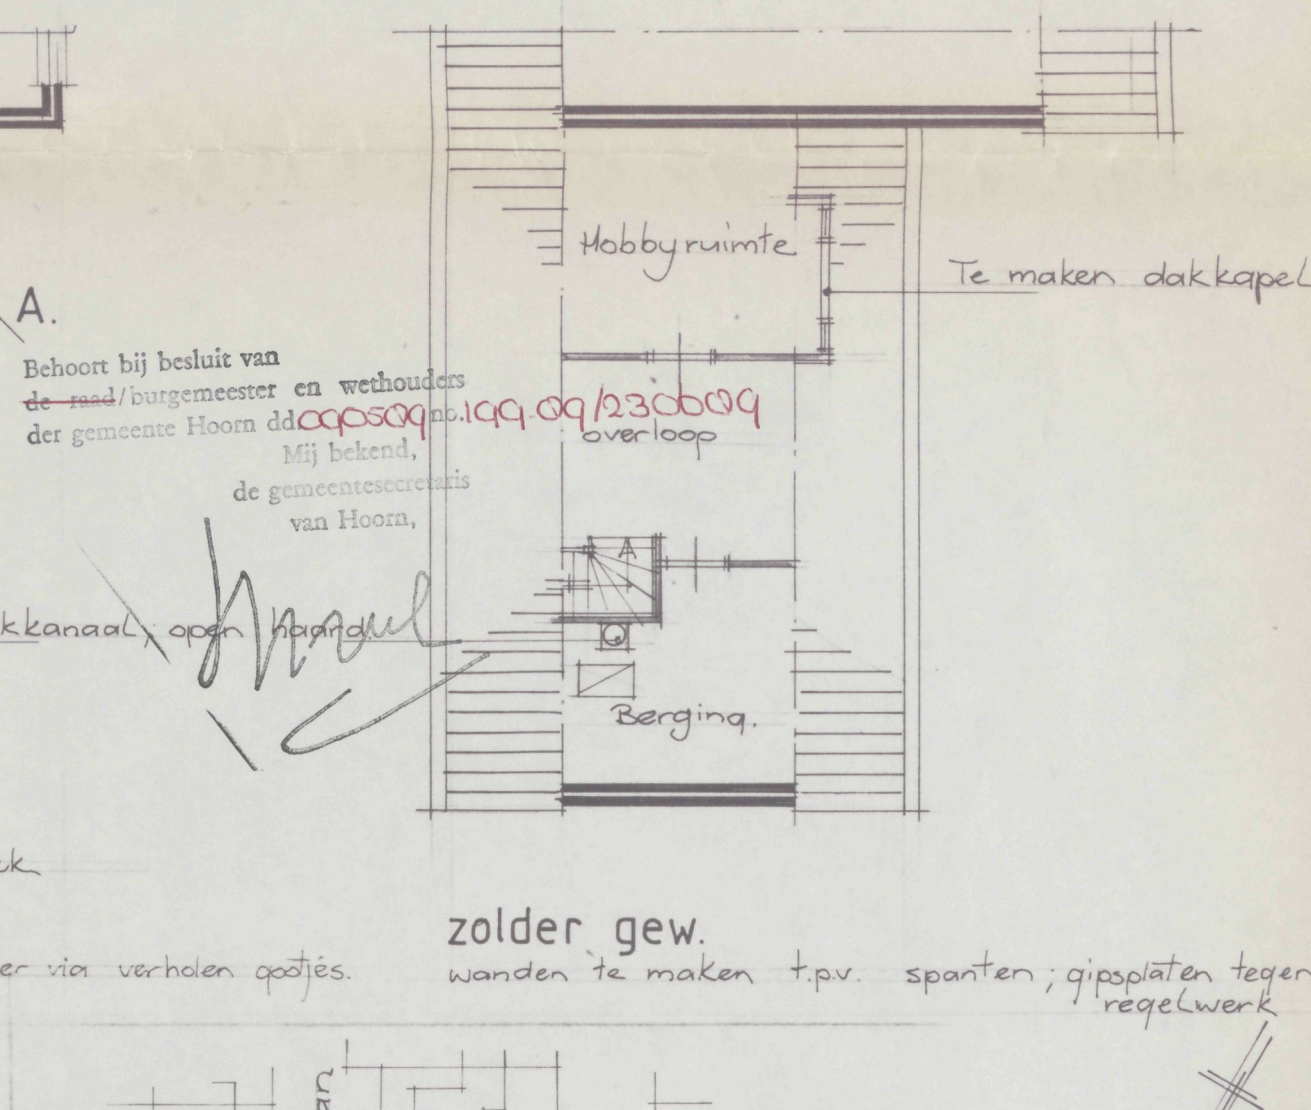 Hobbyruimte
Te maken dakkapel
A.
Behoort bij besluit van
de raad/burgemeester en wethouders
der gemeente Hoorn dd. 090509 no. 199-09/230609
Mij bekend,
de gemeentesecretaris
van Hoorn,
overloop
A
kkanaal, open haard.
Berging.
zolder gew.
er via verholen gootjés.
wanden te maken t.p.v. spanten ; gipsplaten tegen
regelwerk